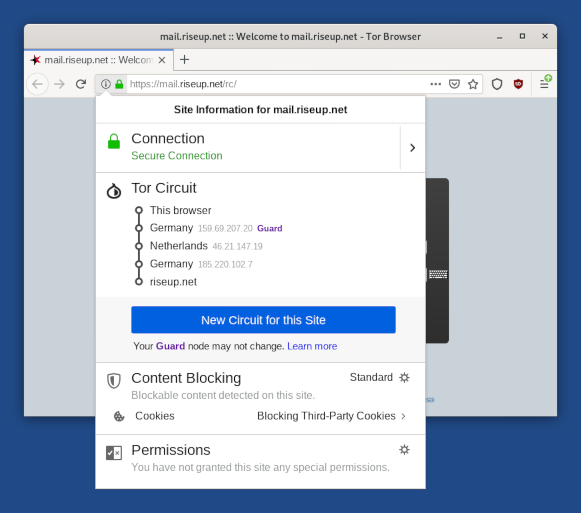 mail.riseup.net :: Welcome to mail.riseup.net - Tor Browser
mail.riseup.net :: Welcom
https://mail.riseup.net/rc/
Site Information for mail.riseup.net
Connection
Secure Connection
Tor Circuit
This browser
Germany 159.69.207.20 Guard
Netherlands 46.21.147.19
Germany 185.220.102.7
riseup.net
New Circuit for this Site
Your Guard node may not change. Learn more
Content Blocking Standard
Blockable content detected on this site.
Cookies Blocking Third-Party Cookies
Permissions
You have not granted this site any special permissions.